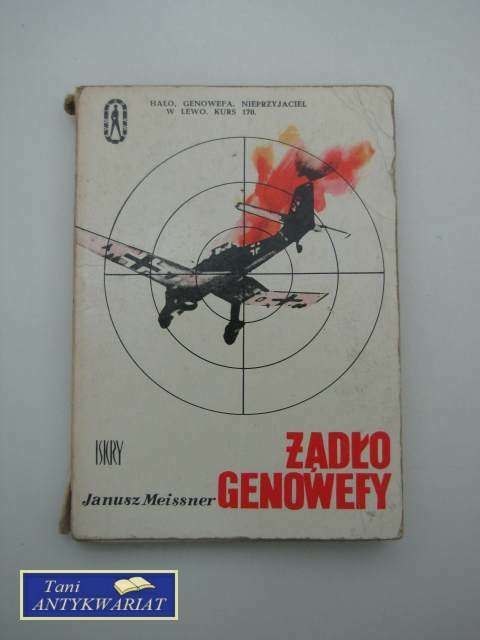 HALO, GENOWEFA, NIEPRZYJACIEL
W LEWO. KURS 170.
ISKRY
ŻĄDŁO
Janusz Meissner GENOWEFY
Tani
ANTYKWARIAT